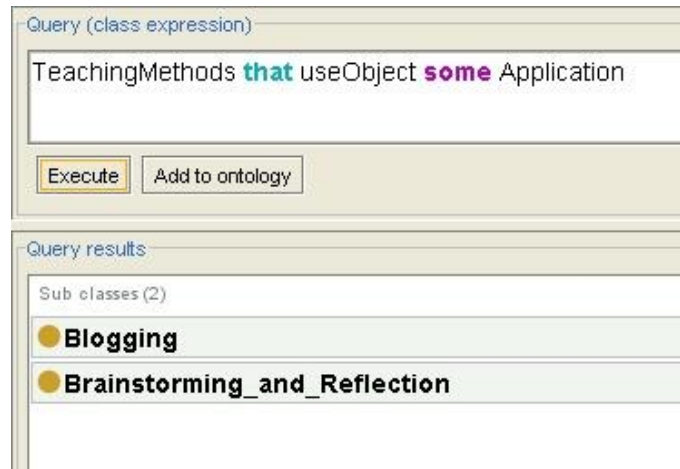 Query (class expression)
TeachingMethods that useObject some Application
Execute Add to ontology
Query results
Sub classes (2)
Blogging
Brainstorming_and_Reflection